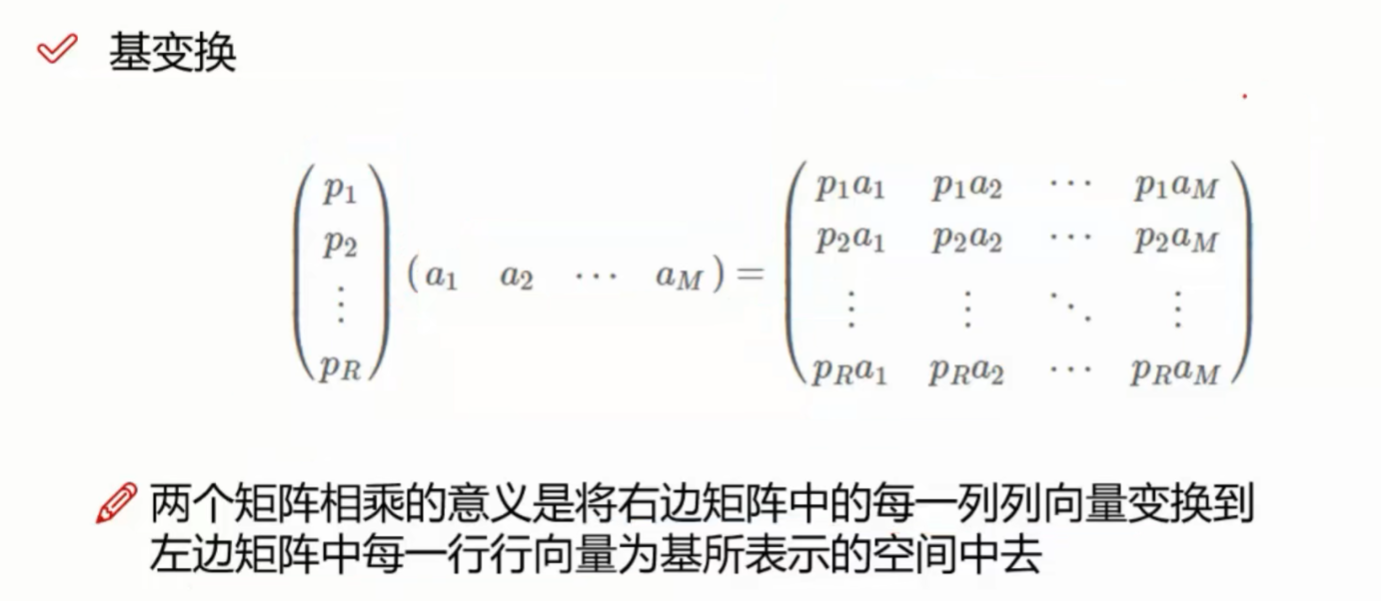 基变换
$$\begin{pmatrix} p_1 \\ p_2 \\ \vdots \\ p_R \end{pmatrix} \begin{pmatrix} a_1 & a_2 & \cdots & a_M \end{pmatrix} = \begin{pmatrix} p_1a_1 & p_1a_2 & \cdots & p_1a_M \\ p_2a_1 & p_2a_2 & \cdots & p_2a_M \\ \vdots & \vdots & \ddots & \vdots \\ p_Ra_1 & p_Ra_2 & \cdots & p_Ra_M \end{pmatrix}$$
两个矩阵相乘的意义是将右边矩阵中的每一列列向量变换到
左边矩阵中每一行行向量为基所表示的空间中去